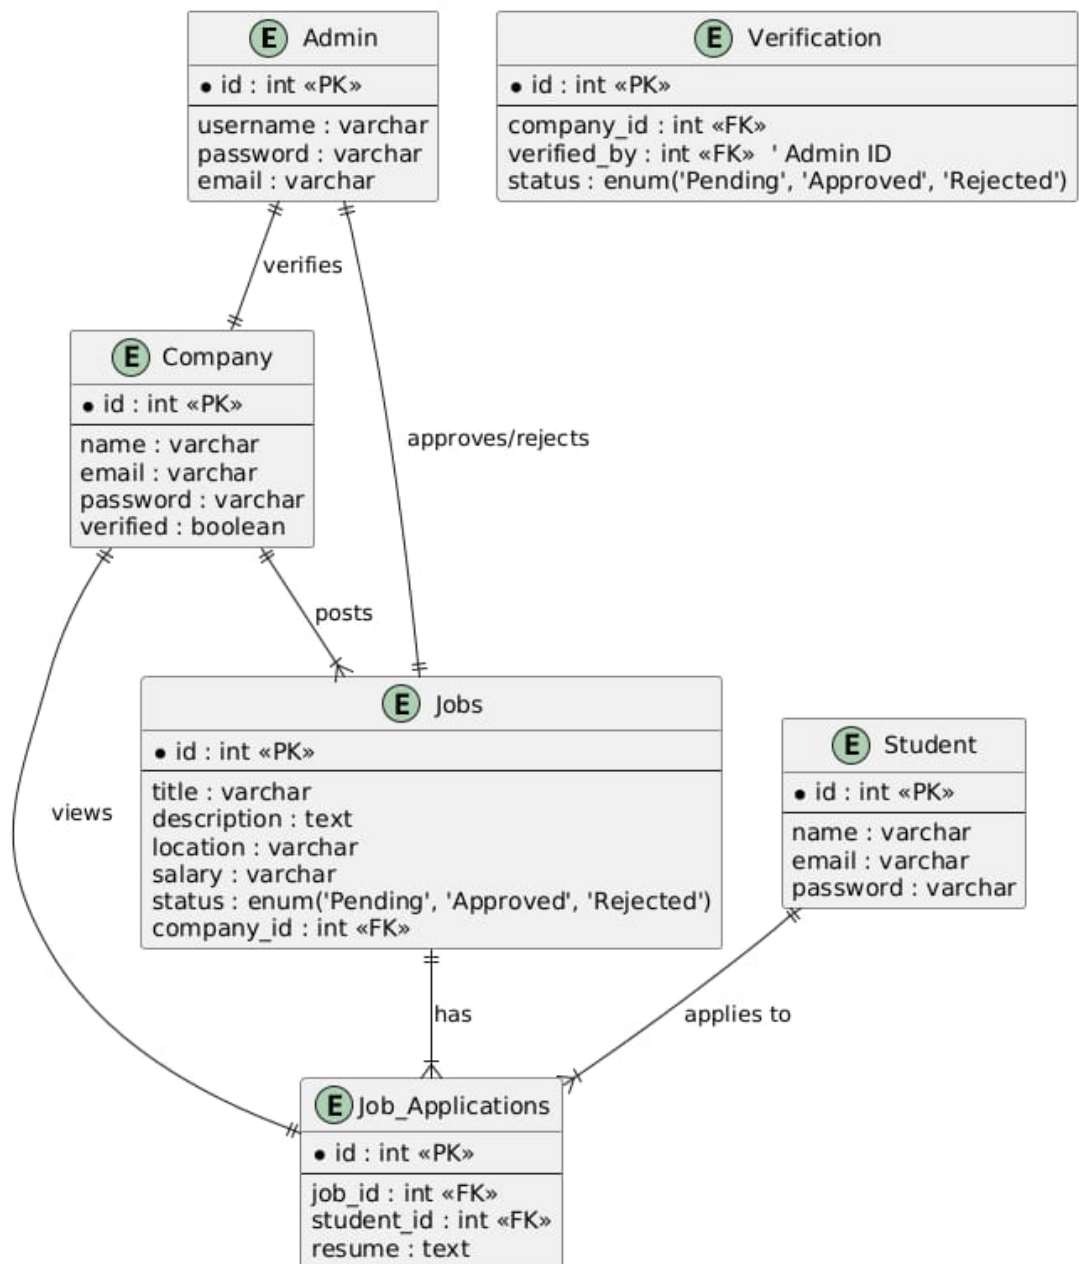 E Admin
id : int «PK»
username : varchar
password : varchar
email : varchar
E Verification
id : int «PK»
company_id : int «FK»
verified_by : int «FK»  ' Admin ID
status : enum('Pending', 'Approved', 'Rejected')
verifies
E Company
id : int «PK»
name : varchar
email : varchar
password : varchar
verified : boolean
approves/rejects
posts
E Jobs
id : int «PK»
title : varchar
description : text
location : varchar
salary : varchar
status : enum('Pending', 'Approved', 'Rejected')
company_id : int «FK»
E Student
id : int «PK»
name : varchar
email : varchar
password : varchar
views
has
applies to
E Job_Applications
id : int «PK»
job_id : int «FK»
student_id : int «FK»
resume : text